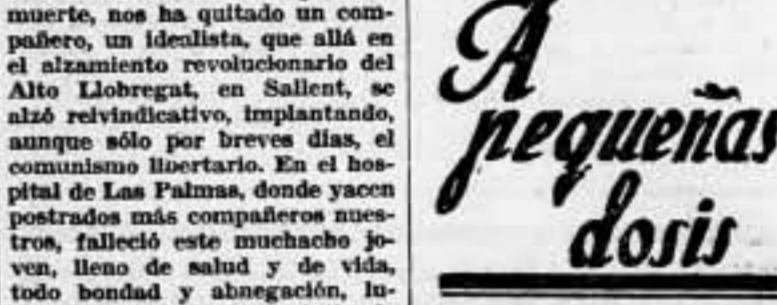 muerte, nos ha quitado un com-
pañero, un idealista, que allá en
el alzamiento revolucionario del
Alto Llobregat, en Sallent, se
alzó reivindicativo, implantando,
aunque sólo por breves días, el
comunismo libertario. En el hos-
pital de Las Palmas, donde yacen
postrados más compañeros nues-
tros, falleció este muchacho jo-
ven, lleno de salud y de vida,
todo bondad y abnegación, lu-
A
pequeñas
dosis